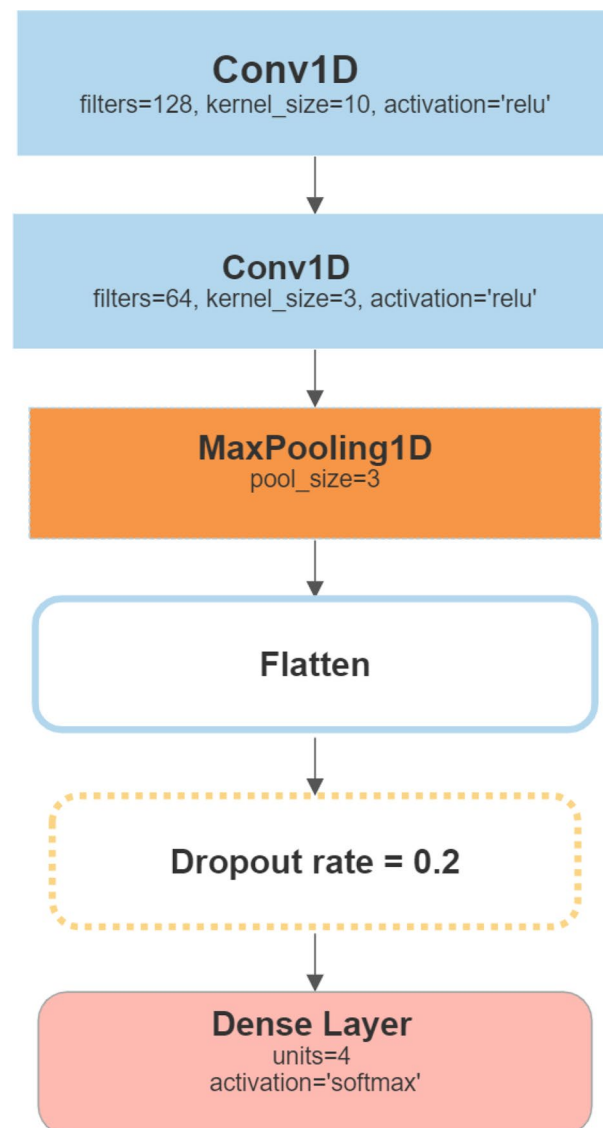 Conv1D
filters=128, kernel_size=10, activation='relu'
Conv1D
filters=64, kernel_size=3, activation='relu'
MaxPooling1D
pool_size=3
Flatten
Dropout rate = 0.2
Dense Layer
units=4
activation='softmax'